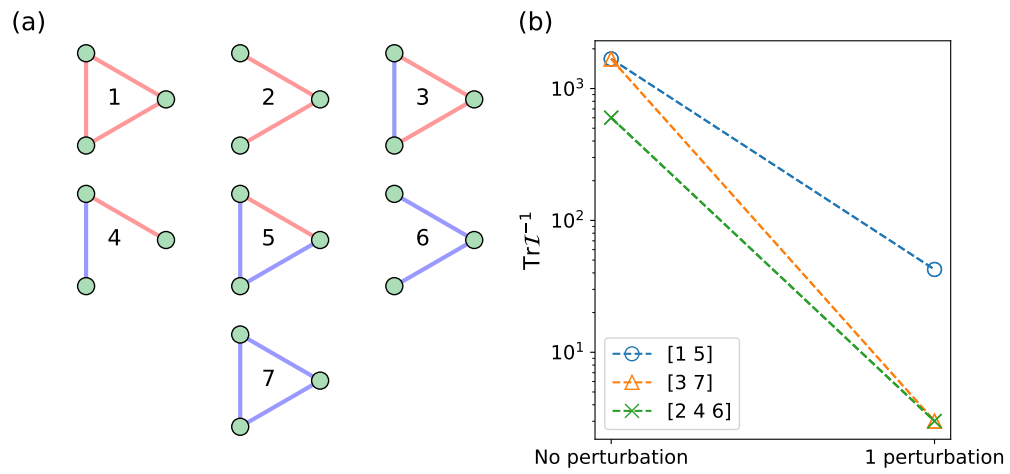 (a)
1
2
3
4
5
6
7
(b)
Tr𝓘⁻¹
10³
10²
10¹
[1 5]
[3 7]
[2 4 6]
No perturbation
1 perturbation